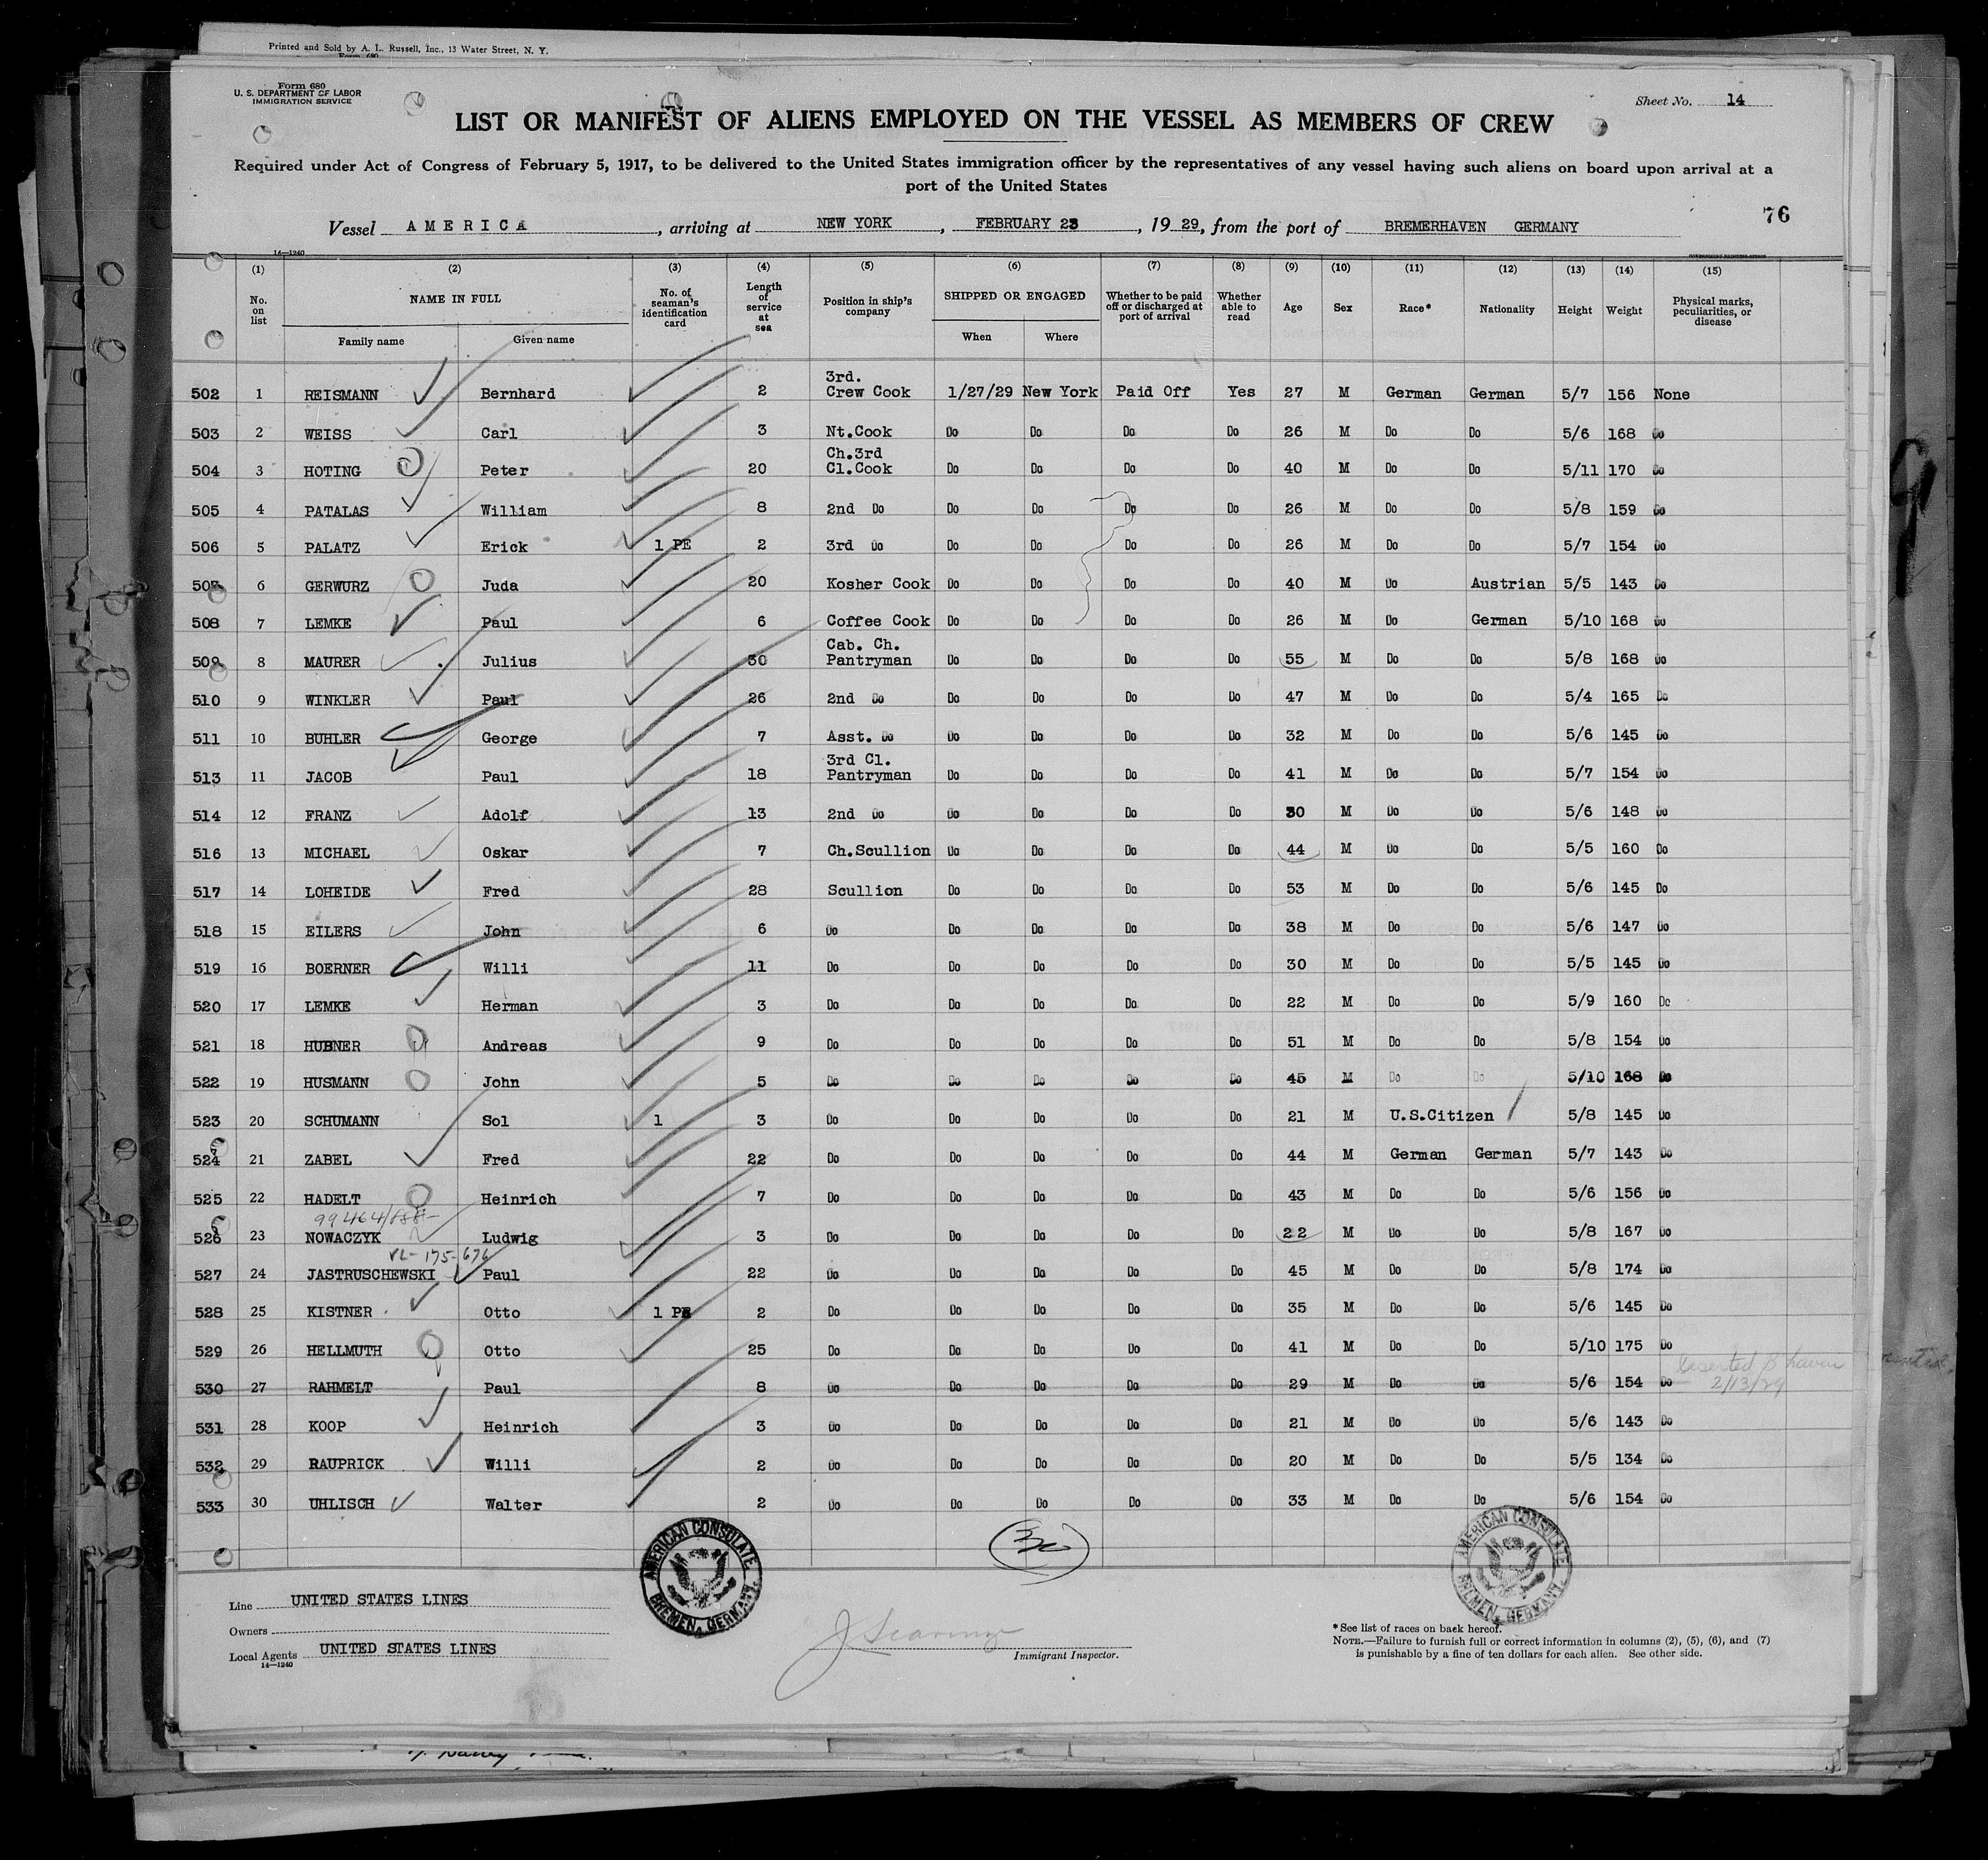 Printed and Sold by A. L. Russell, Inc., 13 Water Street, N. Y.
Form 680
Form 680
U. S. DEPARTMENT OF LABOR
IMMIGRATION SERVICE
Sheet No. 14
LIST OR MANIFEST OF ALIENS EMPLOYED ON THE VESSEL AS MEMBERS OF CREW
Required under Act of Congress of February 5, 1917, to be delivered to the United States immigration officer by the representatives of any vessel having such aliens on board upon arrival at a
port of the United States
76
Vessel AMERICA, arriving at NEW YORK, FEBRUARY 23, 1929, from the port of BREMERHAVEN GERMANY
14—1240
(1) (2) (3) (4) (5) (6) (7) (8) (9) (10) (11) (12) (13) (14) (15)
No. on list NAME IN FULL No. of seaman's identification card Length of service at sea Position in ship's company SHIPPED OR ENGAGED Whether to be paid off or discharged at port of arrival Whether able to read Age Sex Race* Nationality Height Weight Physical marks, peculiarities, or disease
Family name Given name When Where
502 1 REISMANN Bernhard 2 3rd. Crew Cook 1/27/29 New York Paid Off Yes 27 M German German 5/7 156 None
503 2 WEISS Carl 3 Nt.Cook Do Do Do Do 26 M Do Do 5/6 168 Do
504 3 HOTING Peter 20 Ch.3rd Cl.Cook Do Do Do Do 40 M Do Do 5/11 170 Do
505 4 PATALAS William 8 2nd Do Do Do Do Do 26 M Do Do 5/8 159 Do
506 5 PALATZ Erick 1 PE 2 3rd Do Do Do Do Do 26 M Do Do 5/7 154 Do
507 6 GERWURZ Juda 20 Kosher Cook Do Do Do Do 40 M Do Austrian 5/5 143 Do
508 7 LEMKE Paul 6 Coffee Cook Do Do Do Do 26 M Do German 5/10 168 Do
509 8 MAURER Julius 30 Cab. Ch. Pantryman Do Do Do Do 55 M Do Do 5/8 168 Do
510 9 WINKLER Paul 26 2nd Do Do Do Do Do 47 M Do Do 5/4 165 Do
511 10 BUHLER George 7 Asst. Do Do Do Do Do 32 M Do Do 5/6 145 Do
513 11 JACOB Paul 18 3rd Cl. Pantryman Do Do Do Do 41 M Do Do 5/7 154 Do
514 12 FRANZ Adolf 13 2nd Do Do Do Do Do 30 M Do Do 5/6 148 Do
516 13 MICHAEL Oskar 7 Ch.Scullion Do Do Do Do 44 M Do Do 5/5 160 Do
517 14 LOHEIDE Fred 28 Scullion Do Do Do Do 53 M Do Do 5/6 145 Do
518 15 EILERS John 6 Do Do Do Do Do 38 M Do Do 5/6 147 Do
519 16 BOERNER Willi 11 Do Do Do Do Do 30 M Do Do 5/5 145 Do
520 17 LEMKE Herman 3 Do Do Do Do Do 22 M Do Do 5/9 160 Do
521 18 HUBNER Andreas 9 Do Do Do Do Do 51 M Do Do 5/8 154 Do
522 19 HUSMANN John 5 Do Do Do Do Do 45 M Do Do 5/10 168 Do
523 20 SCHUMANN Sol 1 3 Do Do Do Do Do 21 M U.S.Citizen 5/8 145 Do
524 21 ZABEL Fred 22 Do Do Do Do Do 44 M German German 5/7 143 Do
525 22 HADELT Heinrich 7 Do Do Do Do Do 43 M Do Do 5/6 156 Do
526 23 NOWACZYK Ludwig 3 Do Do Do Do Do 22 M Do Do 5/8 167 Do
VL-175-676
527 24 JASTRUSCHEWSKI Paul 22 Do Do Do Do Do 45 M Do Do 5/8 174 Do
528 25 KISTNER Otto 1 PE 2 Do Do Do Do Do 35 M Do Do 5/6 145 Do
529 26 HELLMUTH Otto 25 Do Do Do Do Do 41 M Do Do 5/10 175 Do
530 27 RAHMELT Paul 8 Do Do Do Do Do 29 M Do Do 5/6 154 Do Deserted B'haven 2/13/29
531 28 KOOP Heinrich 3 Do Do Do Do Do 21 M Do Do 5/6 143 Do
532 29 RAUPRICK Willi 2 Do Do Do Do Do 20 M Do Do 5/5 134 Do
533 30 UHLISCH Walter 2 Do Do Do Do Do 33 M Do Do 5/6 154 Do
30
AMERICAN CONSULATE BREMEN, GERMANY
AMERICAN CONSULATE BREMEN, GERMANY
Line UNITED STATES LINES
Owners
Local Agents UNITED STATES LINES
14—1240
Immigrant Inspector.
*See list of races on back hereof.
NOTE.—Failure to furnish full or correct information in columns (2), (5), (6), and (7)
is punishable by a fine of ten dollars for each alien. See other side.